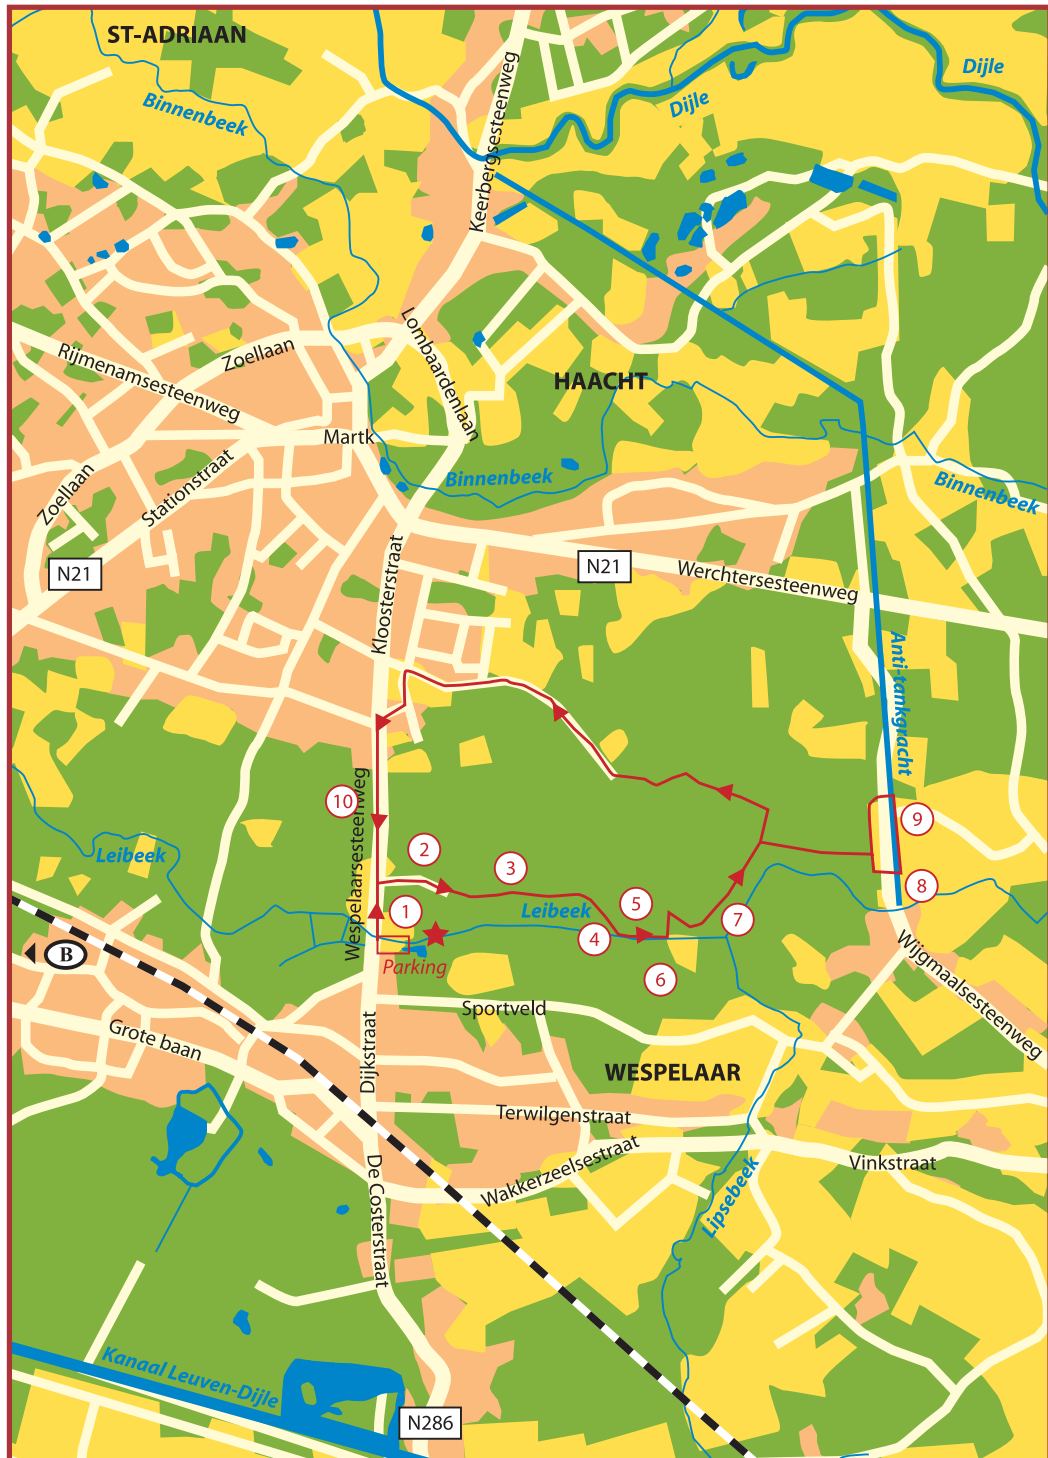 ST-ADRIAAN
Dijle
Dijle
Binnenbeek
Keerbergsesteenweg
Lombaardenlaan
Zoellaan
Rijmenamsesteenweg
HAACHT
Martk
Zoellaan
Stationstraat
Binnenbeek
Binnenbeek
N21
N21
Werchtersesteenweg
Kloosterstraat
Anti-tankgracht
Wespelaarsesteenweg
10
9
2
3
8
Leibeek
1
Leibeek
5
7
4
B
Parking
6
Wijgmaalsesteenweg
Sportveld
Grote baan
Dijkstraat
WESPELAAR
Terwilgenstraat
Wakkerzeelsestraat
Vinkstraat
Lipsebeek
De Costerstraat
Kanaal Leuven-Dijle
N286